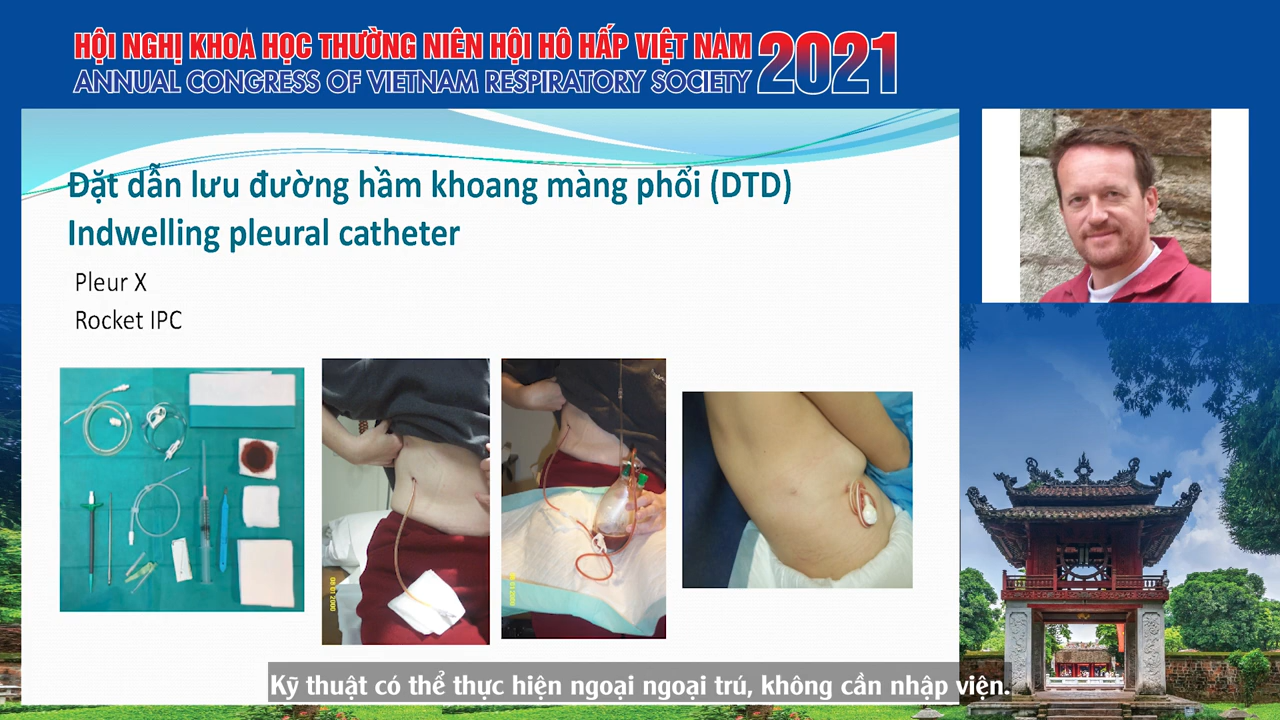 HỘI NGHỊ KHOA HỌC THƯỜNG NIÊN HỘI HÔ HẤP VIỆT NAM 2021
ANNUAL CONGRESS OF VIETNAM RESPIRATORY SOCIETY
Đặt dẫn lưu đường hầm khoang màng phổi (DTD)
Indwelling pleural catheter
Pleur X
Rocket IPC
Kỹ thuật có thể thực hiện ngoại ngoại trú, không cần nhập viện.